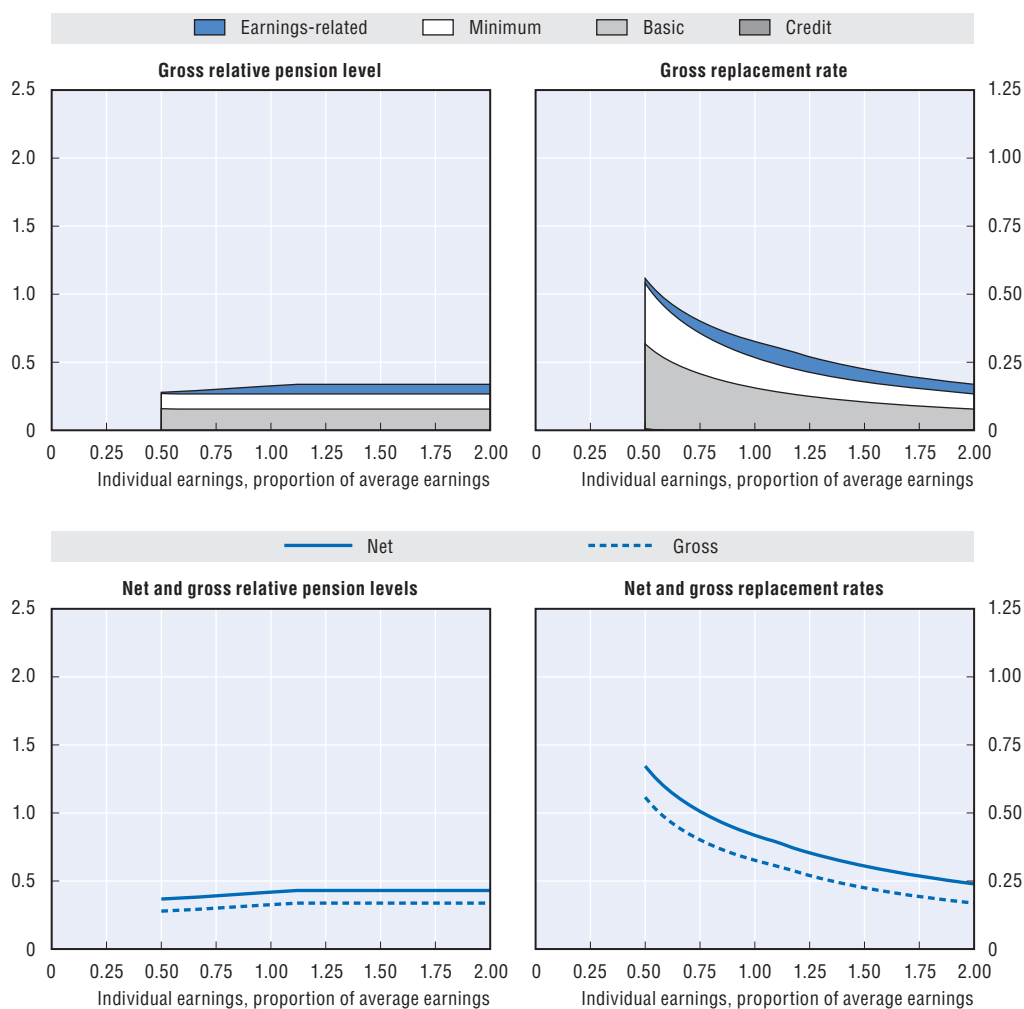 Earnings-related Minimum Basic Credit
Gross relative pension level
2.5
2.0
1.5
1.0
0.5
0
0 0.25 0.50 0.75 1.00 1.25 1.50 1.75 2.00
Individual earnings, proportion of average earnings
Gross replacement rate
1.25
1.00
0.75
0.50
0.25
0
0 0.25 0.50 0.75 1.00 1.25 1.50 1.75 2.00
Individual earnings, proportion of average earnings
Net Gross
Net and gross relative pension levels
2.5
2.0
1.5
1.0
0.5
0
0 0.25 0.50 0.75 1.00 1.25 1.50 1.75 2.00
Individual earnings, proportion of average earnings
Net and gross replacement rates
1.25
1.00
0.75
0.50
0.25
0
0 0.25 0.50 0.75 1.00 1.25 1.50 1.75 2.00
Individual earnings, proportion of average earnings